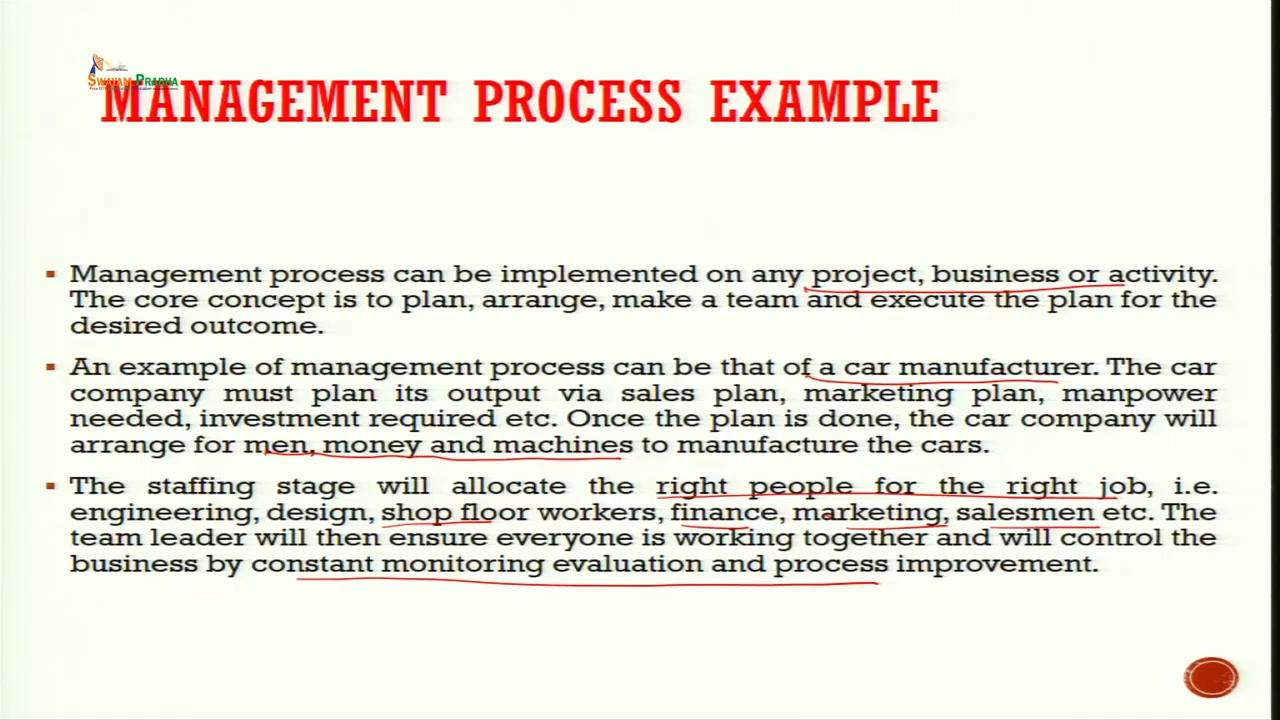 SWAYAM PRABHA
MANAGEMENT PROCESS EXAMPLE
▪ Management process can be implemented on any project, business or activity.
The core concept is to plan, arrange, make a team and execute the plan for the
desired outcome.
▪ An example of management process can be that of a car manufacturer. The car
company must plan its output via sales plan, marketing plan, manpower
needed, investment required etc. Once the plan is done, the car company will
arrange for men, money and machines to manufacture the cars.
▪ The staffing stage will allocate the right people for the right job, i.e.
engineering, design, shop floor workers, finance, marketing, salesmen etc. The
team leader will then ensure everyone is working together and will control the
business by constant monitoring evaluation and process improvement.